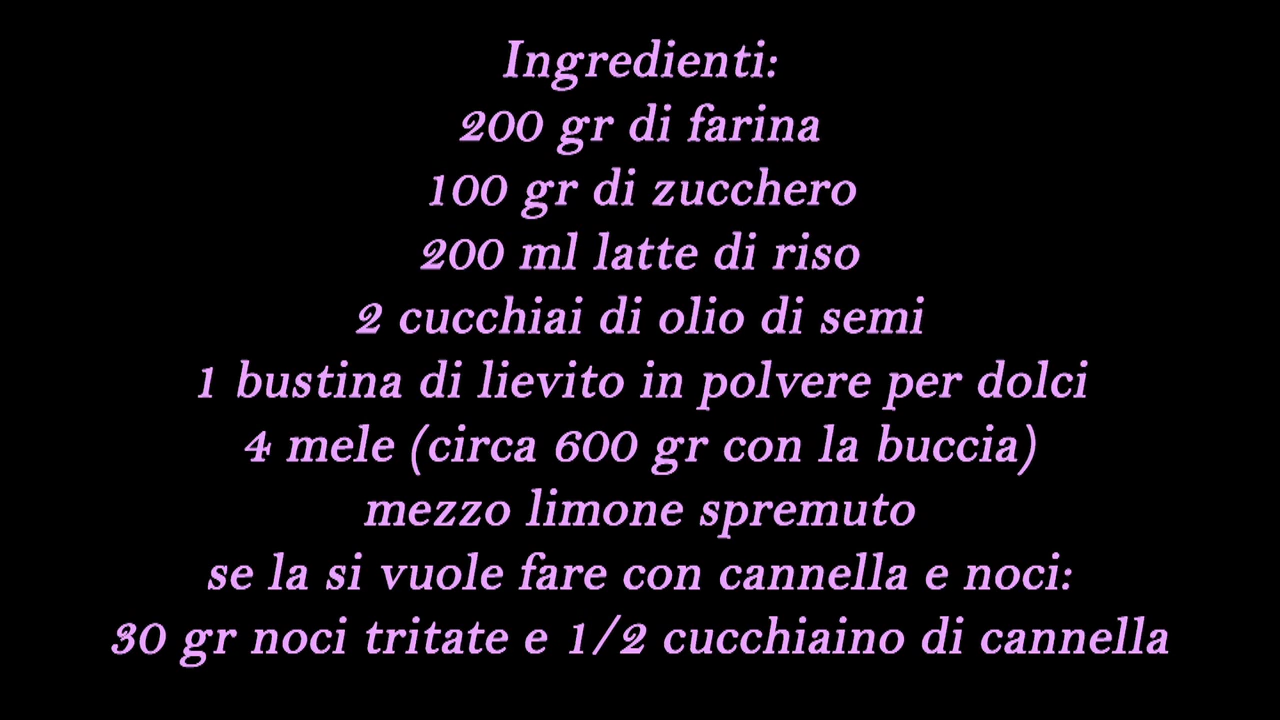 Ingredienti:
200 gr di farina
100 gr di zucchero
200 ml latte di riso
2 cucchiai di olio di semi
1 bustina di lievito in polvere per dolci
4 mele (circa 600 gr con la buccia)
mezzo limone spremuto
se la si vuole fare con cannella e noci:
30 gr noci tritate e 1/2 cucchiaino di cannella